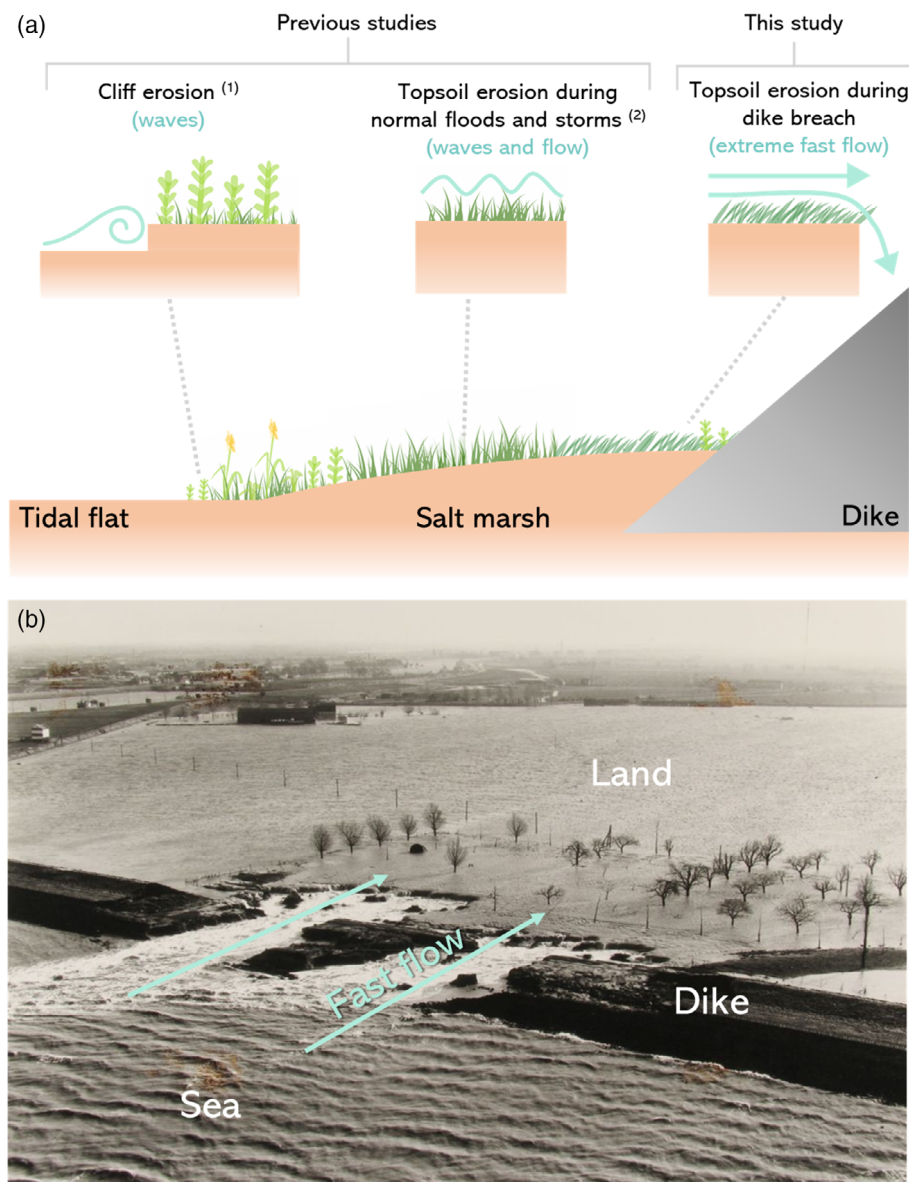 (a)
Previous studies
This study
Cliff erosion (1)
(waves)
Topsoil erosion during
normal floods and storms (2)
(waves and flow)
Topsoil erosion during
dike breach
(extreme fast flow)
Tidal flat
Salt marsh
Dike
(b)
Land
Fast flow
Dike
Sea